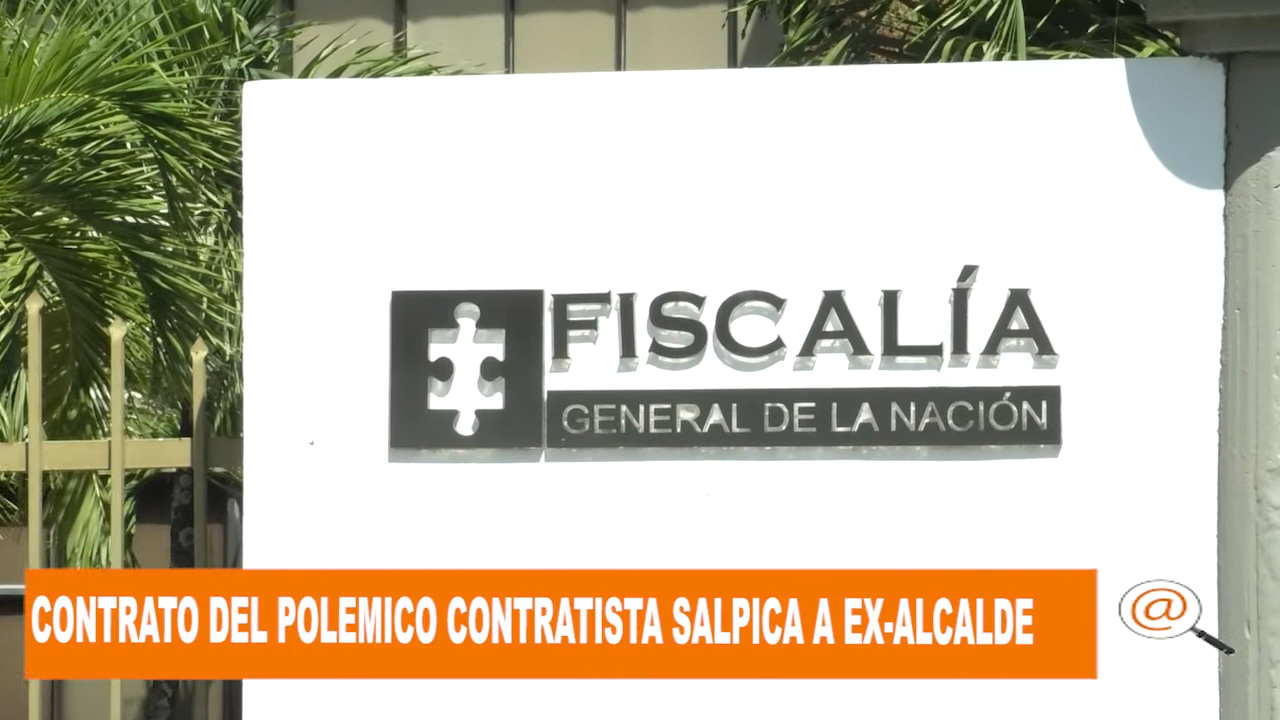 FISCALÍA
GENERAL DE LA NACIÓN
CONTRATO DEL POLEMICO CONTRATISTA SALPICA A EX-ALCALDE
@